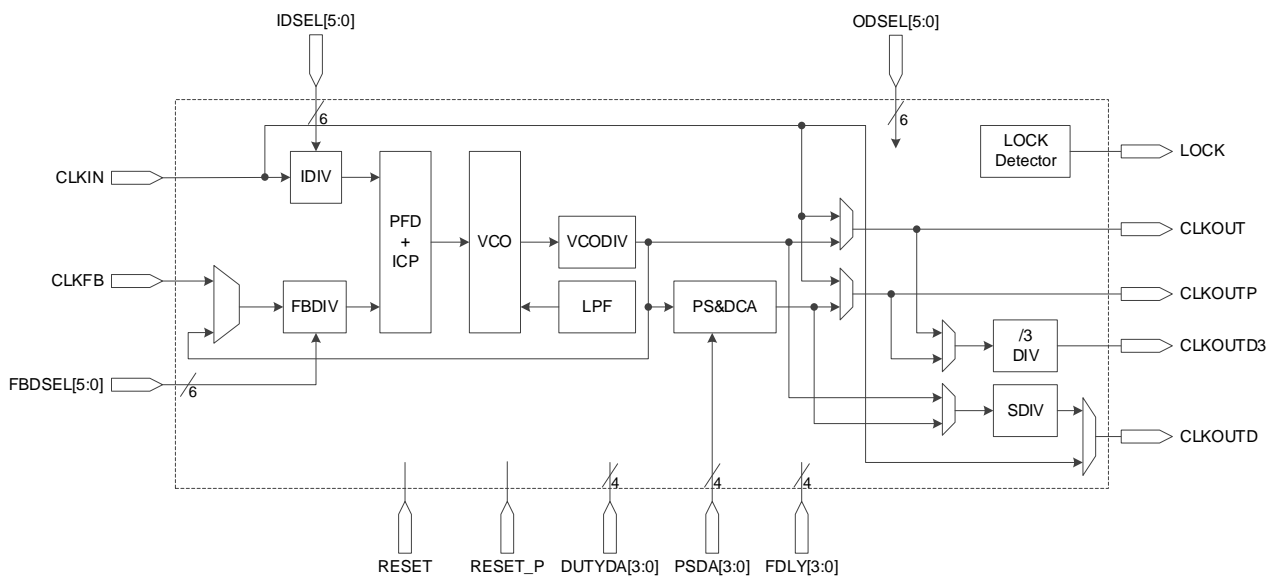 IDSEL[5:0]
ODSEL[5:0]
6
6
LOCK
Detector
LOCK
CLKIN
IDIV
PFD
+
ICP
VCO
VCODIV
CLKOUT
CLKFB
FBDIV
LPF
PS&DCA
CLKOUTP
/3
DIV
CLKOUTD3
FBDSEL[5:0]
6
SDIV
CLKOUTD
4
4
4
RESET
RESET_P
DUTYDA[3:0]
PSDA[3:0]
FDLY[3:0]